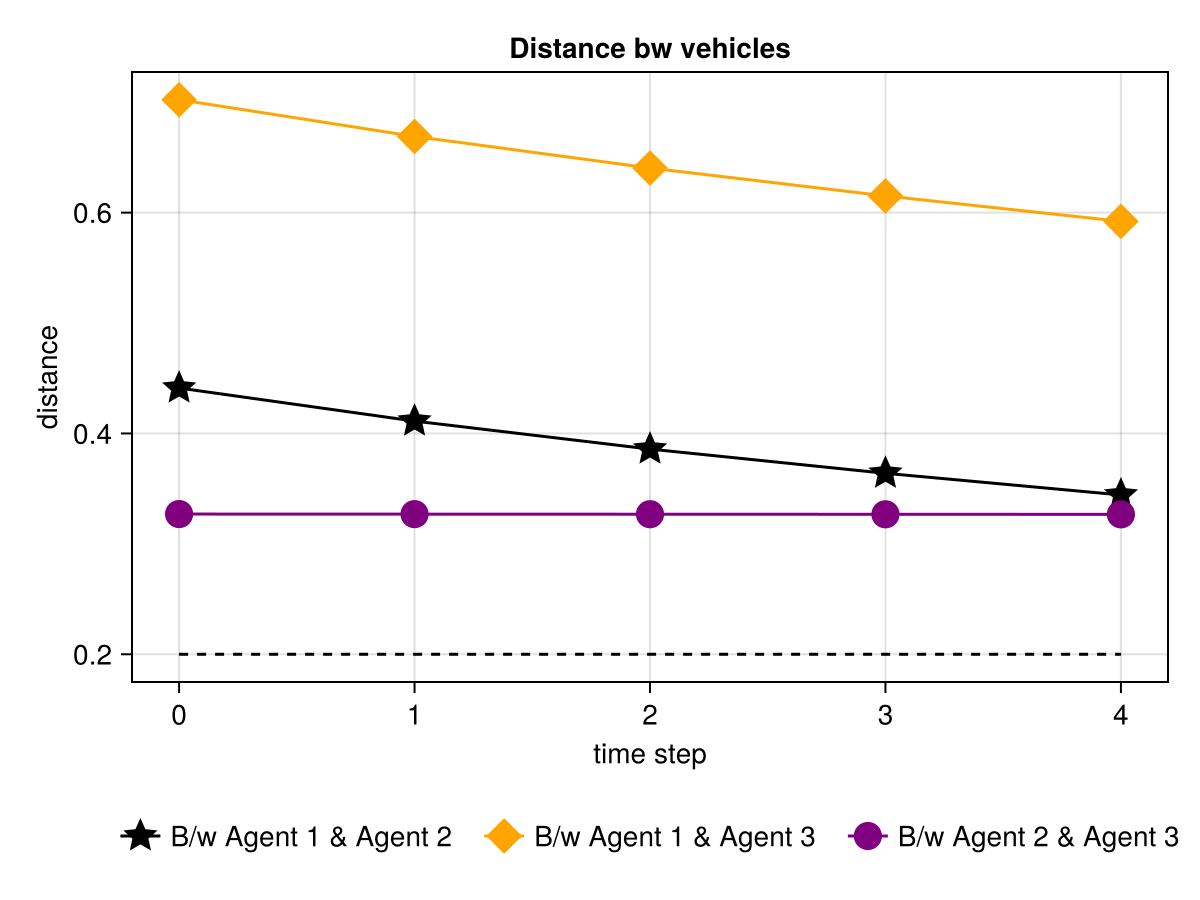 Distance bw vehicles
distance
0.6
0.4
0.2
0 1 2 3 4
time step
B/w Agent 1 & Agent 2 B/w Agent 1 & Agent 3 B/w Agent 2 & Agent 3